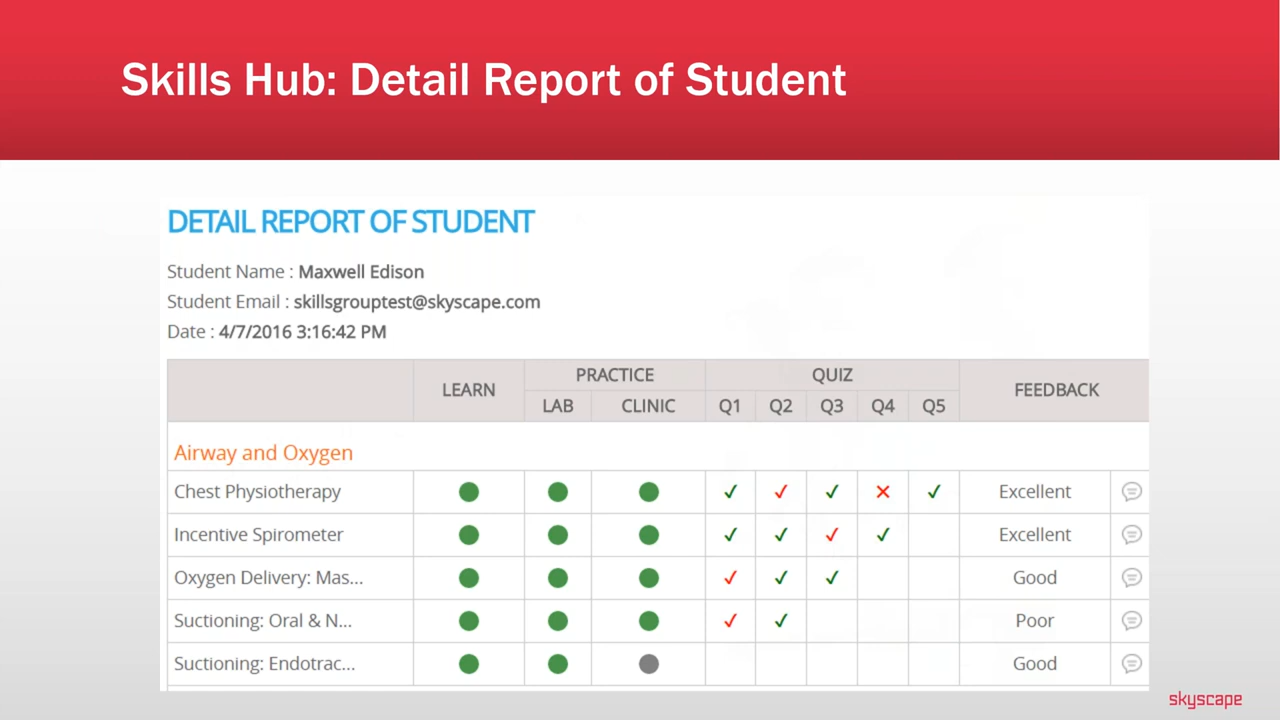 Skills Hub: Detail Report of Student
DETAIL REPORT OF STUDENT
Student Name : Maxwell Edison
Student Email : skillsgrouptest@skyscape.com
Date : 4/7/2016 3:16:42 PM
LEARN PRACTICE QUIZ FEEDBACK
LAB CLINIC Q1 Q2 Q3 Q4 Q5
Airway and Oxygen
Chest Physiotherapy ✓ ✓ ✓ ✕ ✓ Excellent
Incentive Spirometer ✓ ✓ ✓ ✓ Excellent
Oxygen Delivery: Mas... ✓ ✓ ✓ Good
Suctioning: Oral & N... ✓ ✓ Poor
Suctioning: Endotrac... Good
skyscape